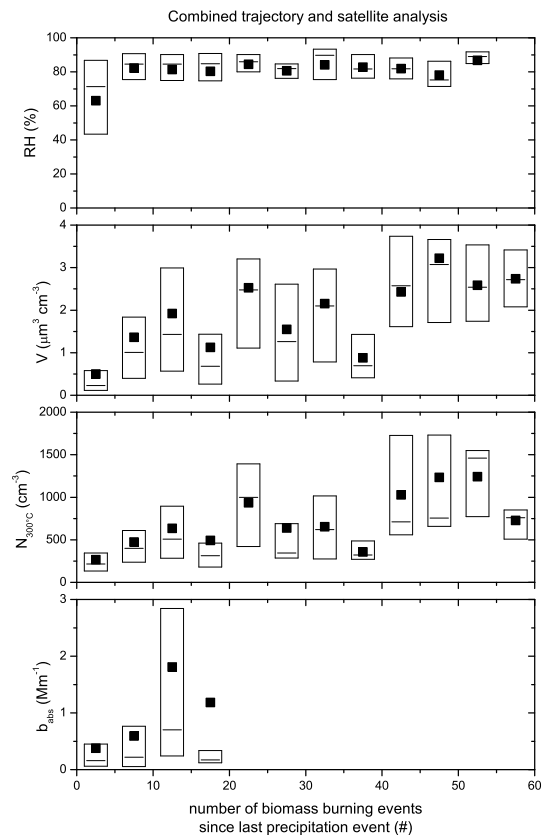 Combined trajectory and satellite analysis
100
80
60
40
20
0
RH (%)
4
3
2
1
0
V (μm³ cm⁻³)
2000
1500
1000
500
0
N₃₀₀°C (cm⁻³)
3
2
1
0
b_abs (Mm⁻¹)
0 10 20 30 40 50 60
number of biomass burning events
since last precipitation event (#)